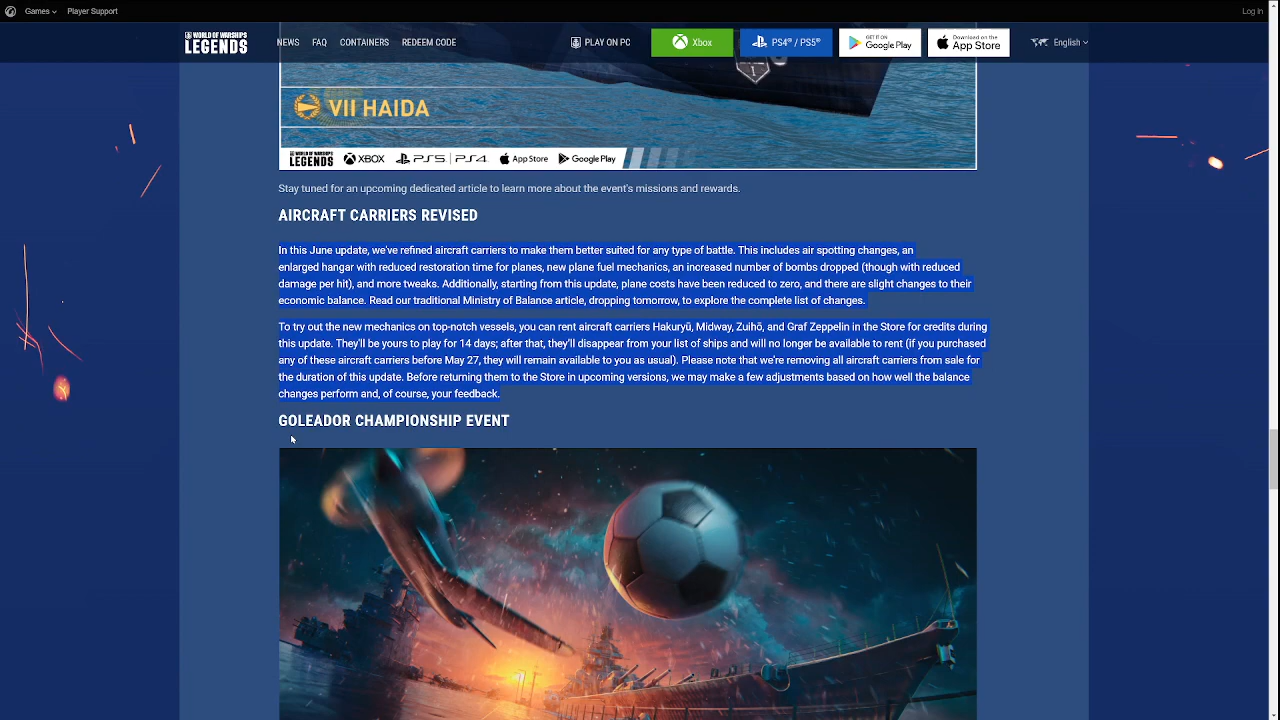 Games
Player Support
Log In
WORLD OF WARSHIPS
LEGENDS
NEWS
FAQ
CONTAINERS
REDEEM CODE
PLAY ON PC
Xbox
PS4® / PS5®
GET IT ON
Google Play
Download on the
App Store
English
VII HAIDA
WORLD OF WARSHIPS
LEGENDS
XBOX
PS5 | PS4
App Store
Google Play
Stay tuned for an upcoming dedicated article to learn more about the event's missions and rewards.
AIRCRAFT CARRIERS REVISED
In this June update, we've refined aircraft carriers to make them better suited for any type of battle. This includes air spotting changes, an
enlarged hangar with reduced restoration time for planes, new plane fuel mechanics, an increased number of bombs dropped (though with reduced
damage per hit), and more tweaks. Additionally, starting from this update, plane costs have been reduced to zero, and there are slight changes to their
economic balance. Read our traditional Ministry of Balance article, dropping tomorrow, to explore the complete list of changes.
To try out the new mechanics on top-notch vessels, you can rent aircraft carriers Hakuryū, Midway, Zuihō, and Graf Zeppelin in the Store for credits during
this update. They'll be yours to play for 14 days; after that, they'll disappear from your list of ships and will no longer be available to rent (if you purchased
any of these aircraft carriers before May 27, they will remain available to you as usual). Please note that we're removing all aircraft carriers from sale for
the duration of this update. Before returning them to the Store in upcoming versions, we may make a few adjustments based on how well the balance
changes perform and, of course, your feedback.
GOLEADOR CHAMPIONSHIP EVENT